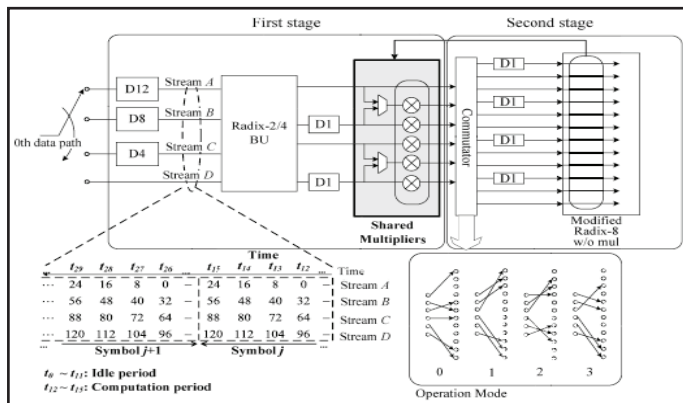 First stage
Second stage
D12
Stream A
D8
Stream B
0th data path
D4
Stream C
Stream D
Radix-2/4
BU
D1
D1
Shared
Multipliers
Commutator
D1
D1
D1
D1
Modified
Radix-8
w/o mul
Time
t29 t28 t27 t26 t15 t14 t13 t12 ... Time
... 24 16 8 0 – 24 16 8 0 – Stream A
... 56 48 40 32 – 56 48 40 32 – Stream B
... 88 80 72 64 – 88 80 72 64 – Stream C
... 120 112 104 96 – 120 112 104 96 – Stream D
... Symbol j+1 Symbol j ...
~ t11: Idle period
t12 ~ t15: Computation period
0 1 2 3
Operation Mode